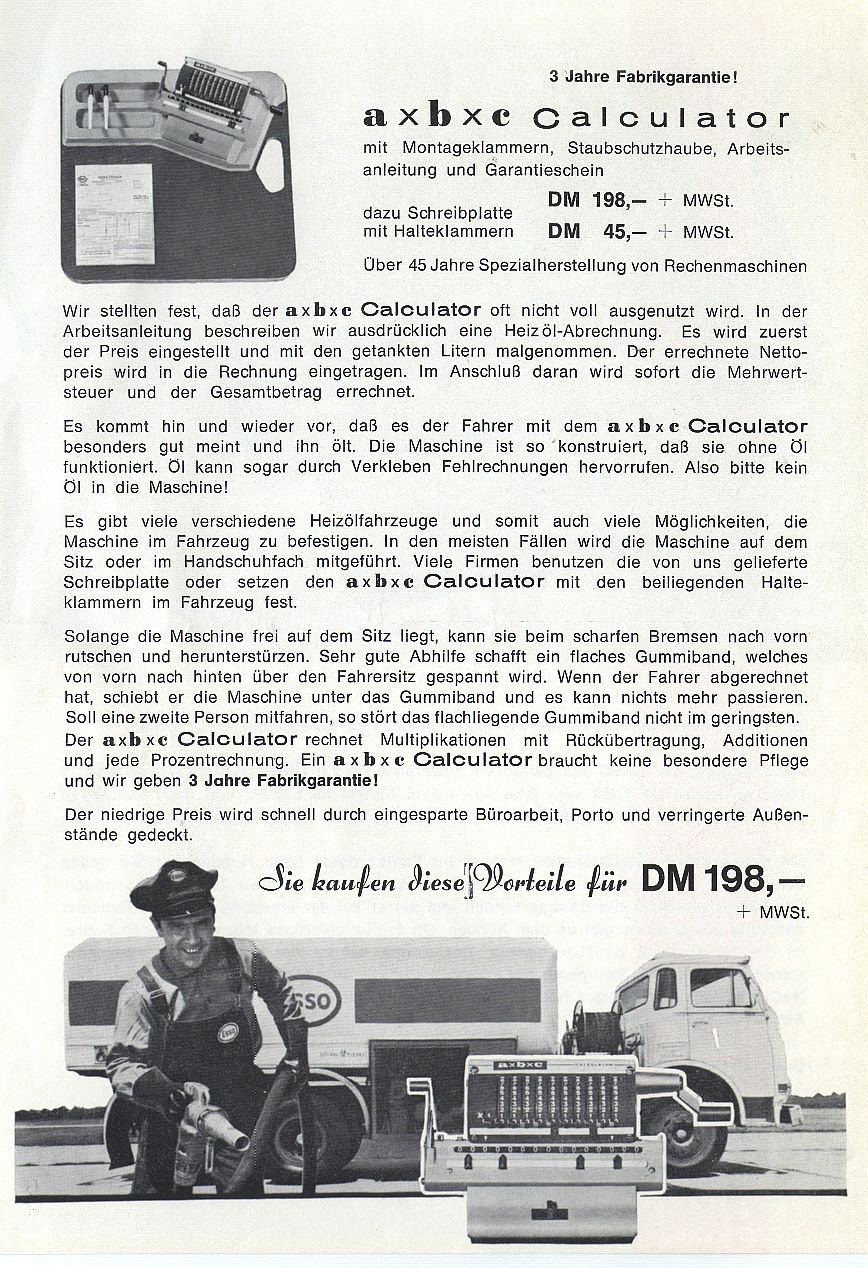 3 Jahre Fabrikgarantie!
axbxc Calculator
mit Montageklammern, Staubschutzhaube, Arbeits-
anleitung und Garantieschein
DM 198,— + MWSt.
dazu Schreibplatte
mit Halteklammern DM 45,— + MWSt.
Über 45 Jahre Spezialherstellung von Rechenmaschinen
Wir stellten fest, daß der axbxc Calculator oft nicht voll ausgenutzt wird. In der
Arbeitsanleitung beschreiben wir ausdrücklich eine Heizöl-Abrechnung. Es wird zuerst
der Preis eingestellt und mit den getankten Litern malgenommen. Der errechnete Netto-
preis wird in die Rechnung eingetragen. Im Anschluß daran wird sofort die Mehrwert-
steuer und der Gesamtbetrag errechnet.
Es kommt hin und wieder vor, daß es der Fahrer mit dem axbxc Calculator
besonders gut meint und ihn ölt. Die Maschine ist so konstruiert, daß sie ohne Öl
funktioniert. Öl kann sogar durch Verkleben Fehlrechnungen hervorrufen. Also bitte kein
Öl in die Maschine!
Es gibt viele verschiedene Heizölfahrzeuge und somit auch viele Möglichkeiten, die
Maschine im Fahrzeug zu befestigen. In den meisten Fällen wird die Maschine auf dem
Sitz oder im Handschuhfach mitgeführt. Viele Firmen benutzen die von uns gelieferte
Schreibplatte oder setzen den axbxc Calculator mit den beiliegenden Halte-
klammern im Fahrzeug fest.
Solange die Maschine frei auf dem Sitz liegt, kann sie beim scharfen Bremsen nach vorn
rutschen und herunterstürzen. Sehr gute Abhilfe schafft ein flaches Gummiband, welches
von vorn nach hinten über den Fahrersitz gespannt wird. Wenn der Fahrer abgerechnet
hat, schiebt er die Maschine unter das Gummiband und es kann nichts mehr passieren.
Soll eine zweite Person mitfahren, so stört das flachliegende Gummiband nicht im geringsten.
Der axbxc Calculator rechnet Multiplikationen mit Rückübertragung, Additionen
und jede Prozentrechnung. Ein axbxc Calculator braucht keine besondere Pflege
und wir geben 3 Jahre Fabrikgarantie!
Der niedrige Preis wird schnell durch eingesparte Büroarbeit, Porto und verringerte Außen-
stände gedeckt.
Sie kaufen diese Vorteile für DM 198,—
+ MWSt.
ESSO
Esso
axbxc CALCULATOR